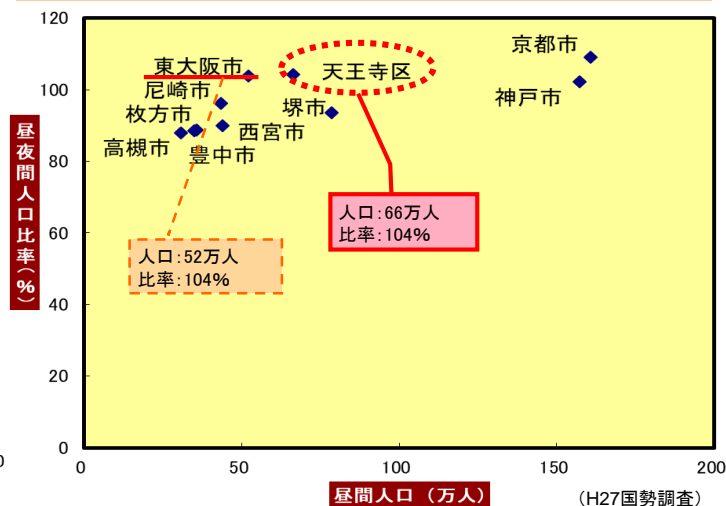 120
100
80
60
40
20
0
0
0
50
100
150
200
昼夜間人口比率（％）
昼間人口（万人）
（H27国勢調査）
京都市
神戸市
東大阪市
天王寺区
尼崎市
枚方市
堺市
西宮市
高槻市
豊中市
人口：66万人
比率：104%
人口：52万人
比率：104%